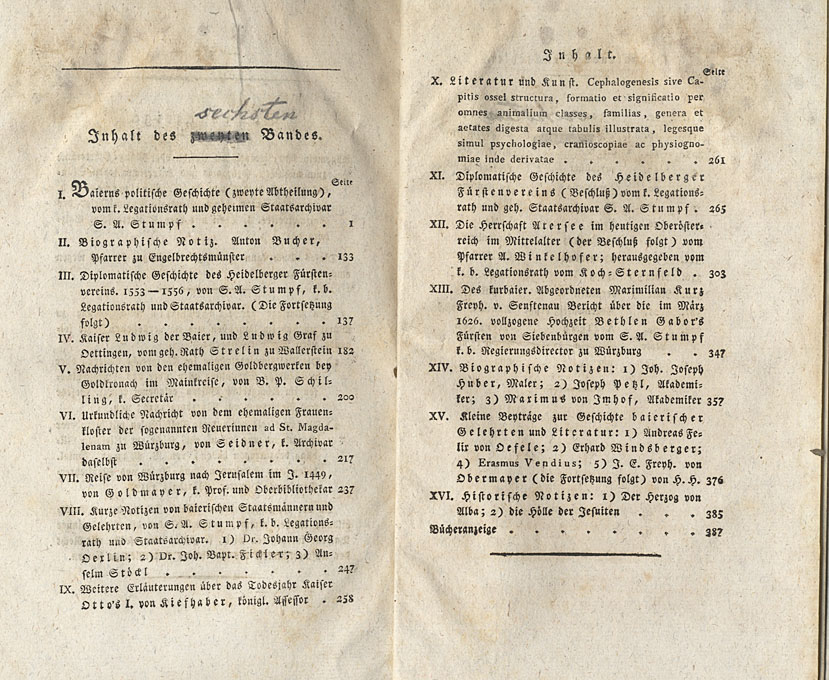 sechsten
Inhalt des zweyten Bandes.
Seite
I. Baierns politische Geschichte (zweyte Abtheilung),
vom k. Legationsrath und geheimen Staatsarchivar
S. A. Stumpf . . . . . . 1
II. Biographische Notiz. Anton Bucher,
Pfarrer zu Engelbrechtsmünster . . . 133
III. Diplomatische Geschichte des Heidelberger Fürsten-
vereins. 1553—1556, von S. A. Stumpf, k. b.
Legationsrath und Staatsarchivar. (Die Fortsetzung
folgt) . . . . . . . . 137
IV. Kaiser Ludwig der Baier, und Ludwig Graf zu
Oettingen, vom geh. Rath Strelin zu Wallerstein 182
V. Nachrichten von den ehemaligen Goldbergwerken bey
Goldkronach im Mainkreise, von B. P. Schil-
ling, k. Secretär . . . . . . 200
VI. Urkundliche Nachricht von dem ehemaligen Frauen-
kloster der sogenannten Reuerinnen ad St. Magda-
lenam zu Würzburg, von Seidner, k. Archivar
daselbst . . . . . . . 217
VII. Reise von Würzburg nach Jerusalem im J. 1449,
von Goldmayer, k. Prof. und Oberbibliothekar 237
VIII. Kurze Notizen von baierischen Staatsmännern und
Gelehrten, von S. A. Stumpf, k. b. Legations-
rath und Staatsarchivar. 1) Dr. Johann Georg
Oexlin; 2) Dr. Joh. Bapt. Fickler; 3) An-
selm Stöckl . . . . . . . 247
IX. Weitere Erläuterungen über das Todesjahr Kaiser
Otto's I. von Kiefhaber, königl. Assessor . 258
Inhalt.
Seite
X. Literatur und Kunst. Cephalogenesis sive Ca-
pitis ossei structura, formatio et significatio per
omnes animalium classes, familias, genera et
aetates digesta atque tabulis illustrata, legesque
simul psychologiae, cranioscopiae ac physiogno-
miae inde derivatae . . . . . . 261
XI. Diplomatische Geschichte des Heidelberger
Fürstenvereins (Beschluß) vom k. Legations-
rath und geh. Staatsarchivar S. A. Stumpf . 265
XII. Die Herrschaft Atersee im heutigen Oberöster-
reich im Mittelalter (der Beschluß folgt) vom
Pfarrer A. Winkelhofer; herausgegeben vom
k. b. Legationsrath vom Koch-Sternfeld . 303
XIII. Des kurbaier. Abgeordneten Maximilian Kurz
Freyh. v. Senftenau Bericht über die im März
1626. vollzogene Hochzeit Bethlen Gabor's
Fürsten von Siebenbürgen vom S. A. Stumpf
k. b. Regierungsdirector zu Würzburg . . 347
XIV. Biographische Notizen: 1) Joh. Joseph
Huber, Maler; 2) Joseph Petzl, Akademi-
ker; 3) Maximus von Imhof, Akademiker 357
XV. Kleine Beyträge zur Geschichte baierischer
Gelehrten und Literatur: 1) Andreas Fe-
lix von Oefele; 2) Erhard Windsberger;
4) Erasmus Vendius; 5) J. E. Freyh. von
Obermayer (die Fortsetzung folgt) von H. H. 376
XVI. Historische Notizen: 1) Der Herzog von
Alba; 2) die Hölle der Jesuiten . . . 385
Bücheranzeige . . . . . . . 387